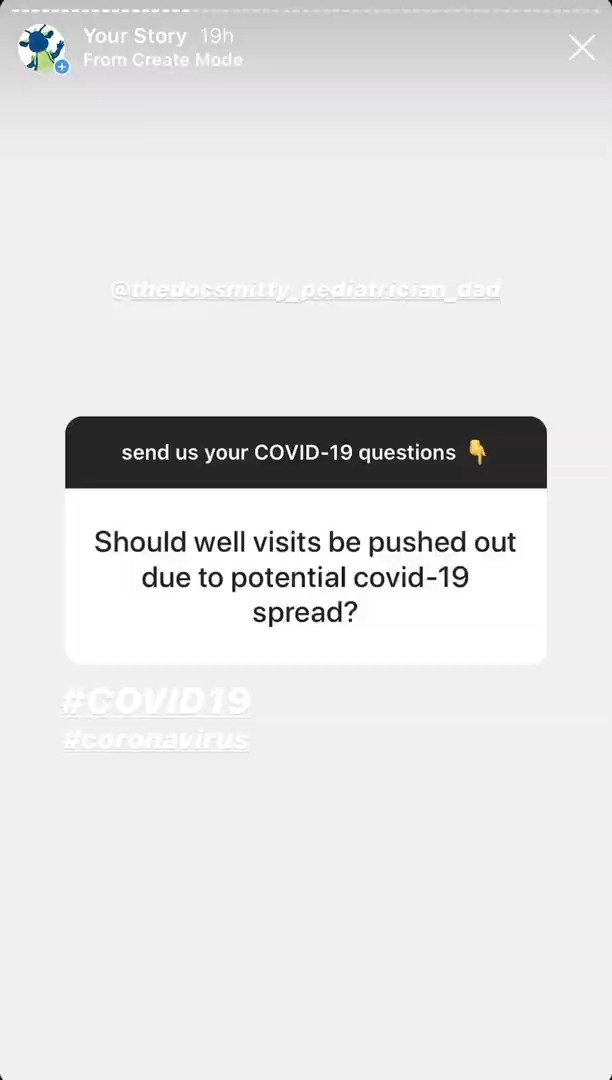 Your Story 19h
From Create Mode
@thedocsmitty_pediatrician_dad
send us your COVID-19 questions 👇
Should well visits be pushed out
due to potential covid-19
spread?
#COVID19
#coronavirus